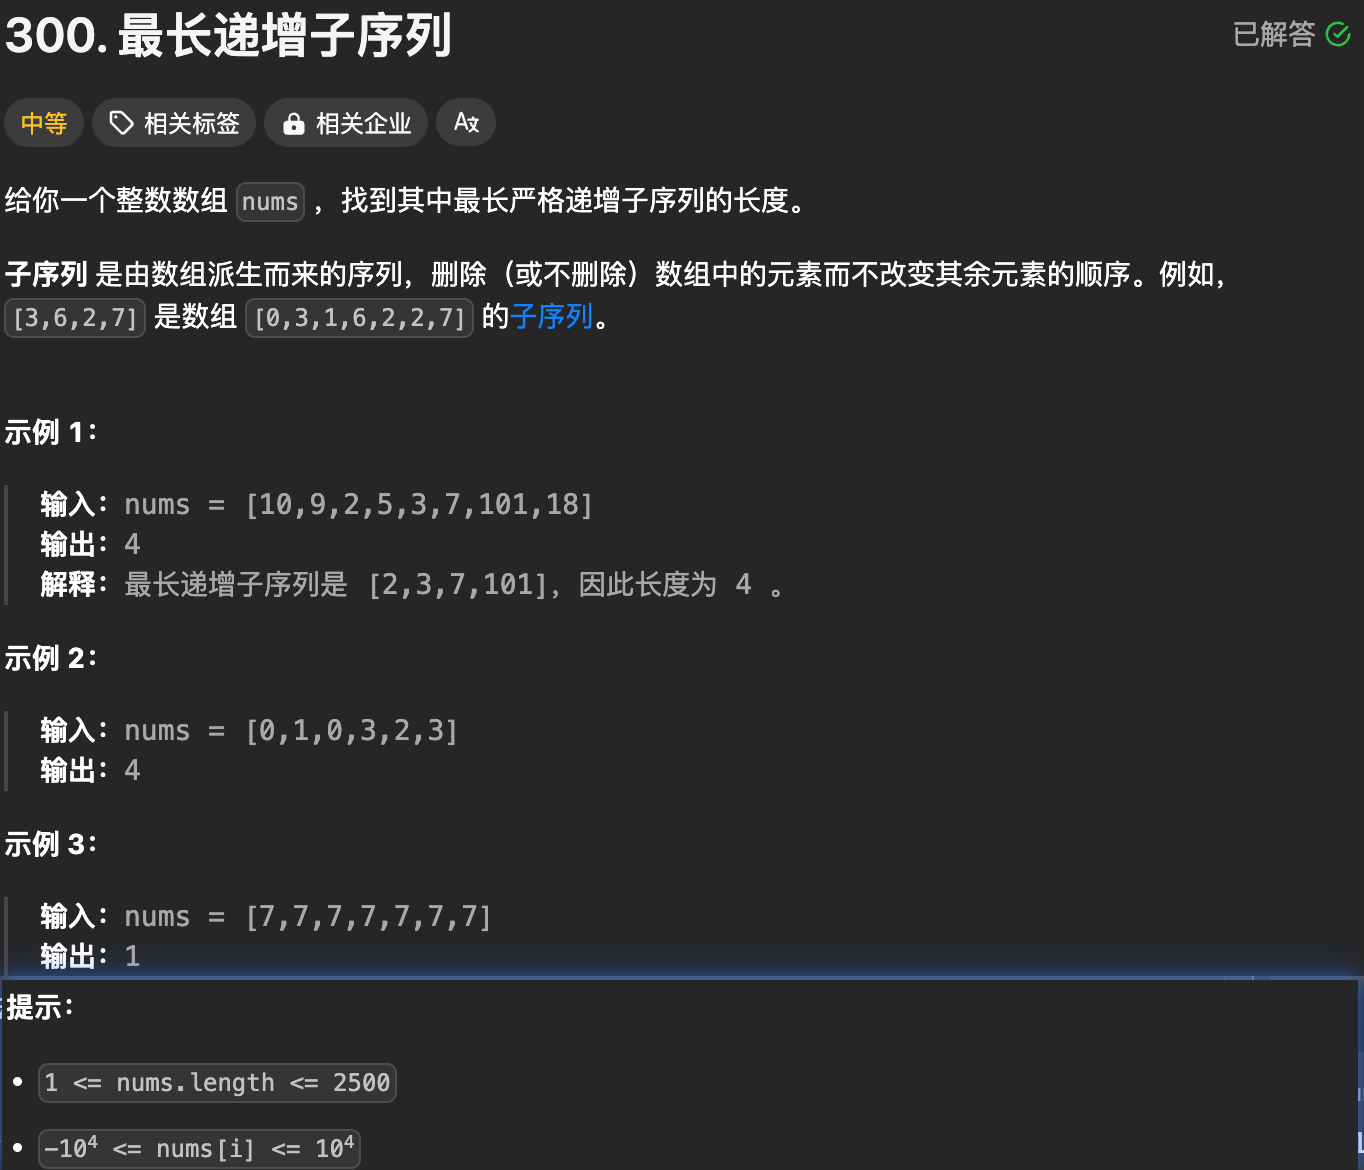 300. 最长递增子序列
已解答
中等
相关标签
相关企业
给你一个整数数组 nums ，找到其中最长严格递增子序列的长度。
子序列 是由数组派生而来的序列，删除（或不删除）数组中的元素而不改变其余元素的顺序。例如，
[3,6,2,7] 是数组 [0,3,1,6,2,2,7] 的子序列。
示例 1：
输入：nums = [10,9,2,5,3,7,101,18]
输出：4
解释：最长递增子序列是 [2,3,7,101]，因此长度为 4 。
示例 2：
输入：nums = [0,1,0,3,2,3]
输出：4
示例 3：
输入：nums = [7,7,7,7,7,7,7]
输出：1
提示：
• 1 <= nums.length <= 2500
• -10⁴ <= nums[i] <= 10⁴